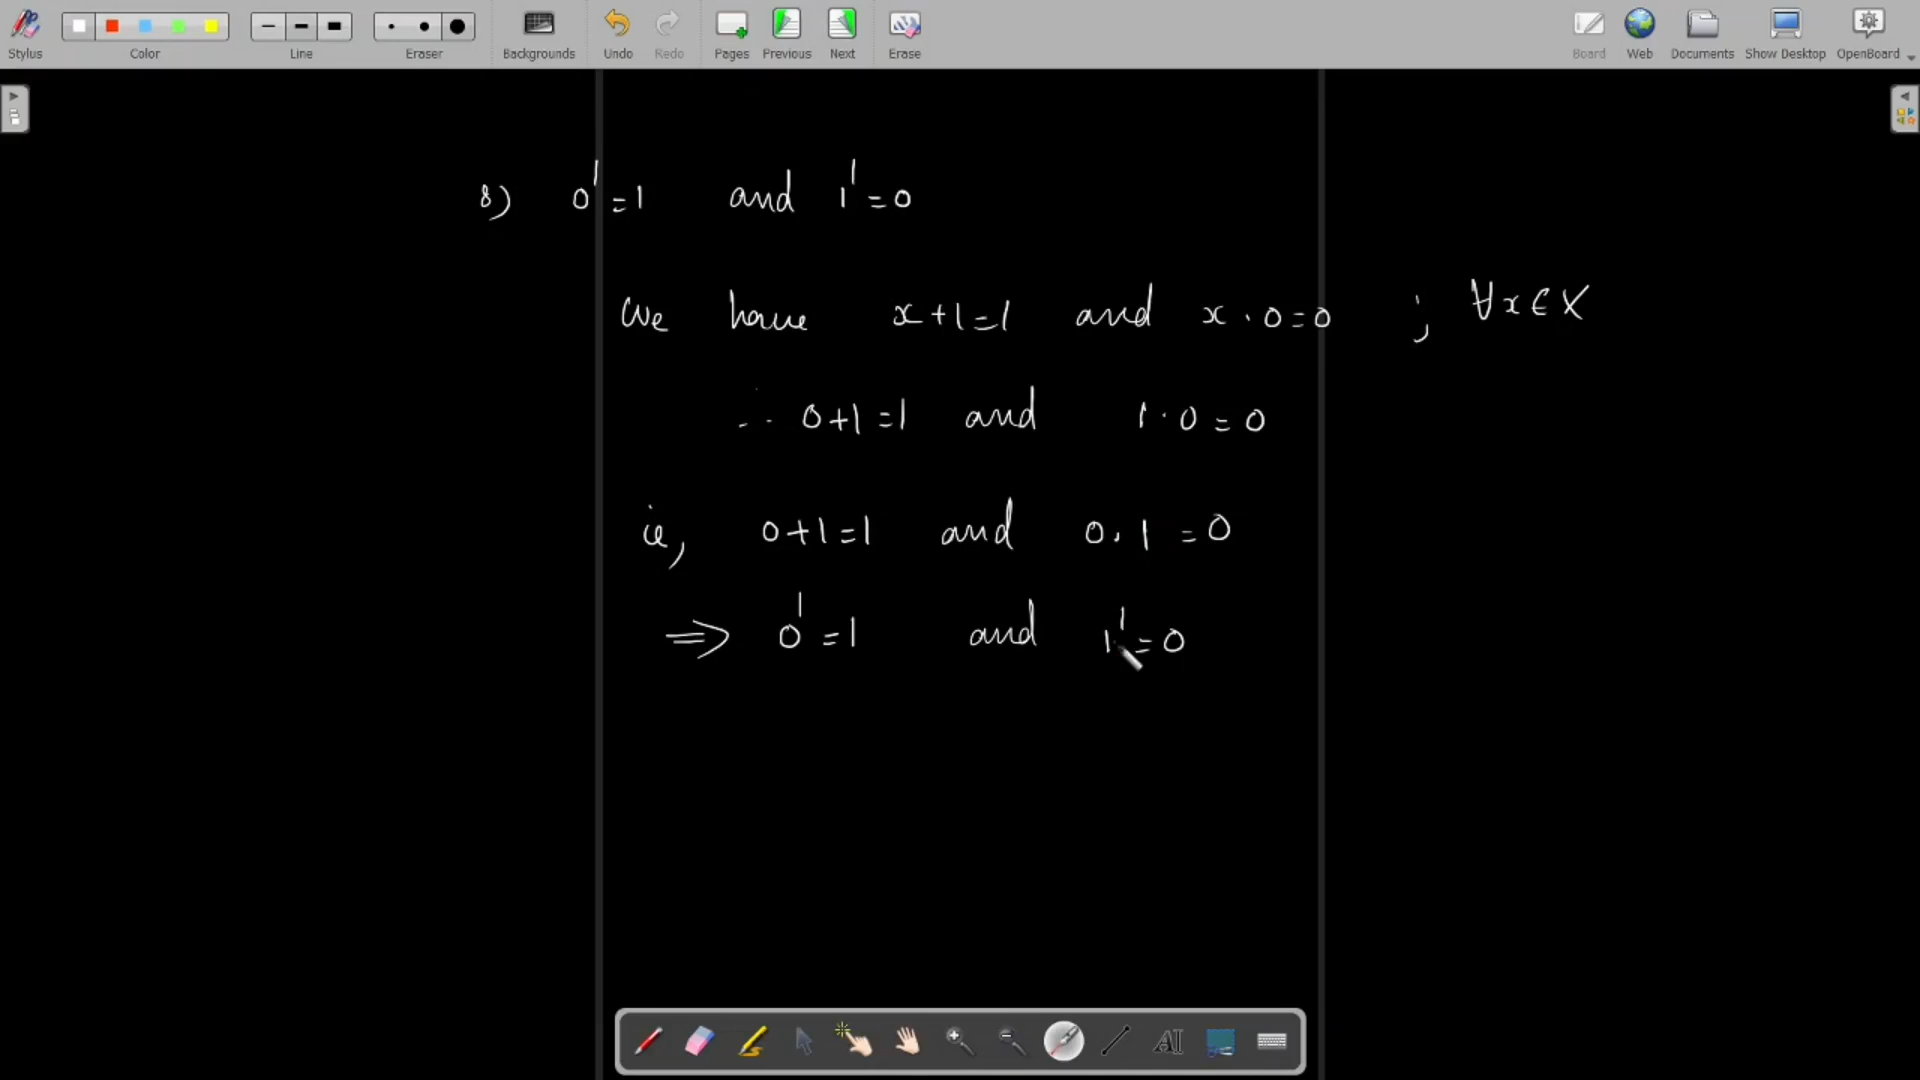 Stylus Color Line Eraser Backgrounds Undo Redo Pages Previous Next Erase Board Web Documents Show Desktop OpenBoard
8) 0' = 1 and 1' = 0
We have x + 1 = 1 and x · 0 = 0 ; ∀ x ∈ X
∴ 0 + 1 = 1 and 1 · 0 = 0
ie, 0 + 1 = 1 and 0 . 1 = 0
⟹ 0' = 1 and 1' = 0